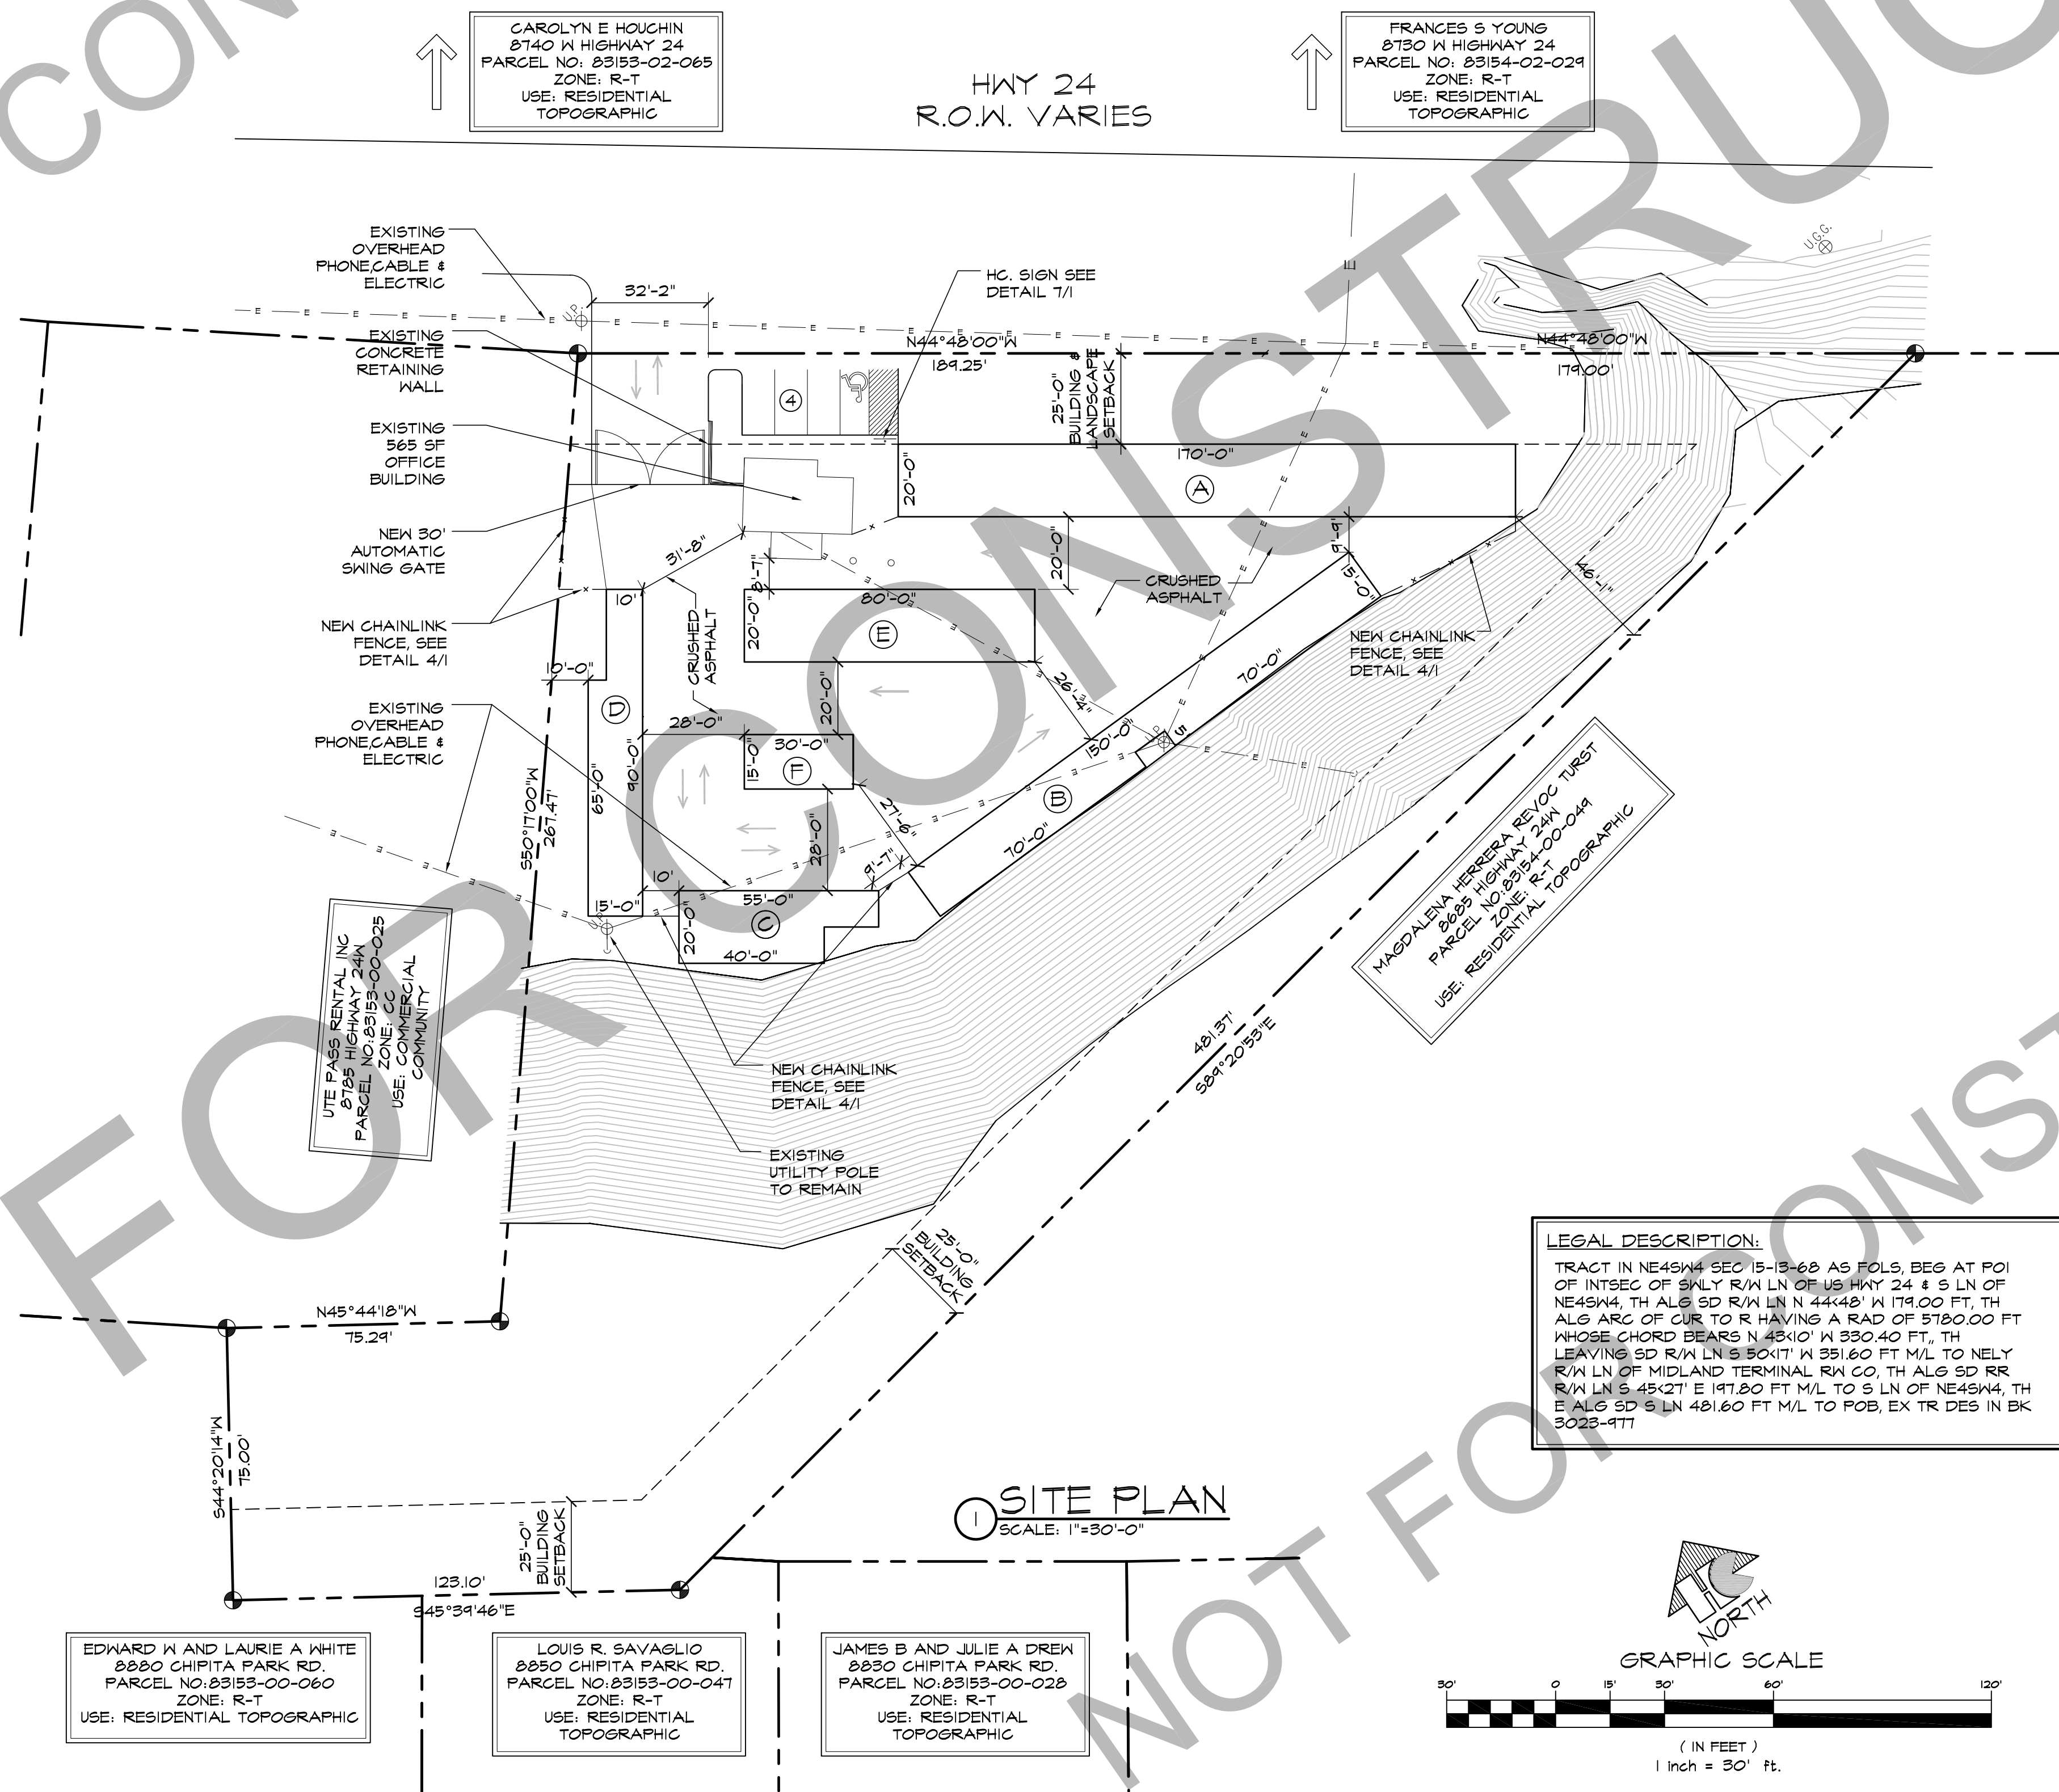 CAROLYN E HOUCHIN
8740 W HIGHWAY 24
PARCEL NO: 83153-02-065
ZONE: R-T
USE: RESIDENTIAL
TOPOGRAPHIC
HWY 24
R.O.W. VARIES
FRANCES S YOUNG
8730 W HIGHWAY 24
PARCEL NO: 83154-02-029
ZONE: R-T
USE: RESIDENTIAL
TOPOGRAPHIC
EXISTING
OVERHEAD
PHONE,CABLE &
ELECTRIC
EXISTING
CONCRETE
RETAINING
WALL
EXISTING
565 SF
OFFICE
BUILDING
NEW 30'
AUTOMATIC
SWING GATE
NEW CHAINLINK
FENCE, SEE
DETAIL 4/1
EXISTING
OVERHEAD
PHONE,CABLE &
ELECTRIC
U.P.
32'-2"
HC. SIGN SEE
DETAIL 7/1
N44°48'00"W
189.25'
N44°48'00"W
179.00'
U.G.G.
4
25'-0"
BUILDING &
LANDSCAPE
SETBACK
170'-0"
20'-0"
A
31'-8"
8'-7"
20'-0"
9'-9"
15'-0"
46'-1"
CRUSHED
ASPHALT
CRUSHED
ASPHALT
10'
80'-0"
20'-0"
E
NEW CHAINLINK
FENCE, SEE
DETAIL 4/1
10'-0"
D
28'-0"
20'-0"
26'-4"
70'-0"
150'-0"
5'
U.P.
30'-0"
15'-0"
F
90'-0"
65'-0"
B
27'-6"
70'-0"
28'-0"
9'-7"
S50°17'00"W
267.47'
10'
15'-0"
55'-0"
20'-0"
C
40'-0"
U.P.
UTE PASS RENTAL INC
8785 HIGHWAY 24W
PARCEL NO:83153-00-025
ZONE: CC
USE: COMMERCIAL
COMMUNITY
MAGDALENA HERRERA REVOC TURST
8685 HIGHWAY 24W
PARCEL NO:83154-00-049
ZONE: R-T
USE: RESIDENTIAL TOPOGRAPHIC
481.37'
S89°20'53"E
NEW CHAINLINK
FENCE, SEE
DETAIL 4/1
EXISTING
UTILITY POLE
TO REMAIN
25'-0"
BUILDING
SETBACK
N45°44'18"W
75.29'
S44°20'14"W
75.00'
25'-0"
BUILDING
SETBACK
123.10'
S45°39'46"E
LEGAL DESCRIPTION:
TRACT IN NE4SW4 SEC 15-13-68 AS FOLS, BEG AT POI
OF INTSEC OF SWLY R/W LN OF US HWY 24 & S LN OF
NE4SW4, TH ALG SD R/W LN N 44<48' W 179.00 FT, TH
ALG ARC OF CUR TO R HAVING A RAD OF 5780.00 FT
WHOSE CHORD BEARS N 43<10' W 330.40 FT,, TH
LEAVING SD R/W LN S 50<17' W 351.60 FT M/L TO NELY
R/W LN OF MIDLAND TERMINAL RW CO, TH ALG SD RR
R/W LN S 45<27' E 197.80 FT M/L TO S LN OF NE4SW4, TH
E ALG SD S LN 481.60 FT M/L TO POB, EX TR DES IN BK
3023-977
1
SITE PLAN
SCALE: 1"=30'-0"
EDWARD W AND LAURIE A WHITE
8880 CHIPITA PARK RD.
PARCEL NO:83153-00-060
ZONE: R-T
USE: RESIDENTIAL TOPOGRAPHIC
LOUIS R. SAVAGLIO
8850 CHIPITA PARK RD.
PARCEL NO:83153-00-047
ZONE: R-T
USE: RESIDENTIAL
TOPOGRAPHIC
JAMES B AND JULIE A DREW
8830 CHIPITA PARK RD.
PARCEL NO:83153-00-028
ZONE: R-T
USE: RESIDENTIAL
TOPOGRAPHIC
NORTH
GRAPHIC SCALE
30' 0 15' 30' 60' 120'
( IN FEET )
1 inch = 30' ft.
CON
FOR CONSTRUC
NOT FOR CONST